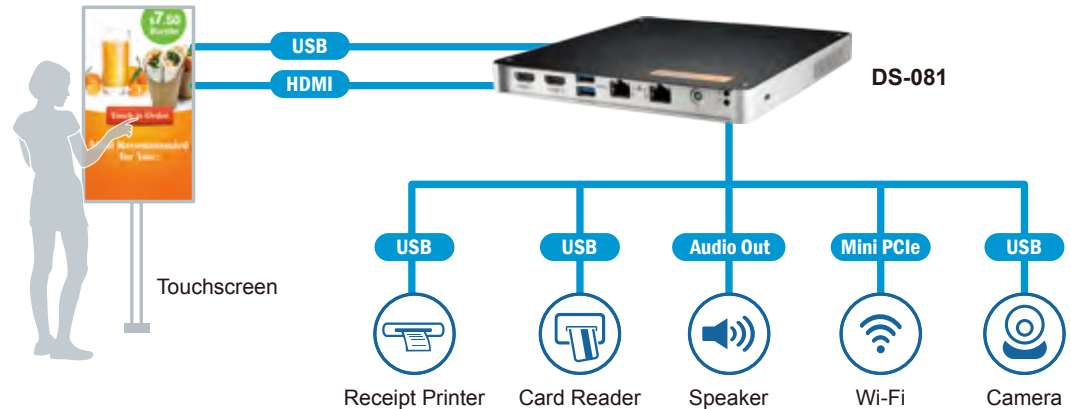 $7.50
Bundle
USB
HDMI
DS-081
Touch to Order
Recommended
for You:
Touchscreen
USB
USB
Audio Out
Mini PCIe
USB
Receipt Printer
Card Reader
Speaker
Wi-Fi
Camera